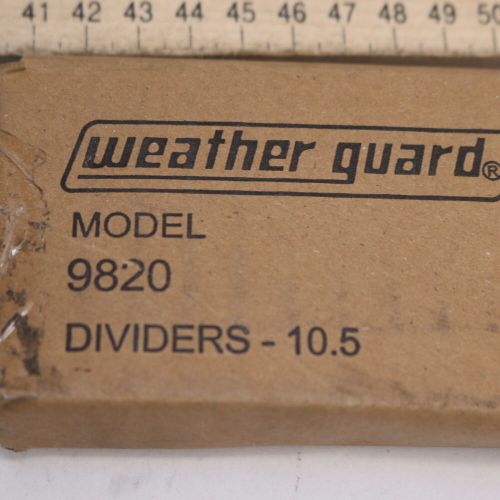 41 42 43 44 45 46 47 48 49 50
weather guard®
MODEL
9820
DIVIDERS - 10.5